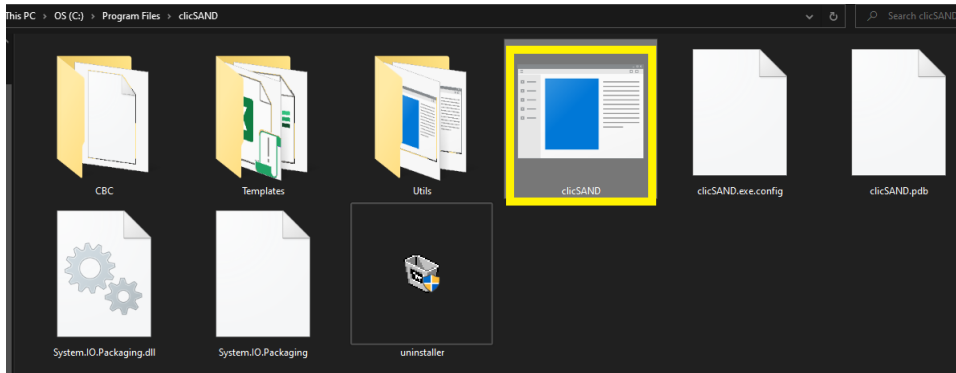 This PC › OS (C:) › Program Files › clicSAND
Search clicSAND
CBC
Templates
Utils
clicSAND
clicSAND.exe.config
clicSAND.pdb
System.IO.Packaging.dll
System.IO.Packaging
uninstaller